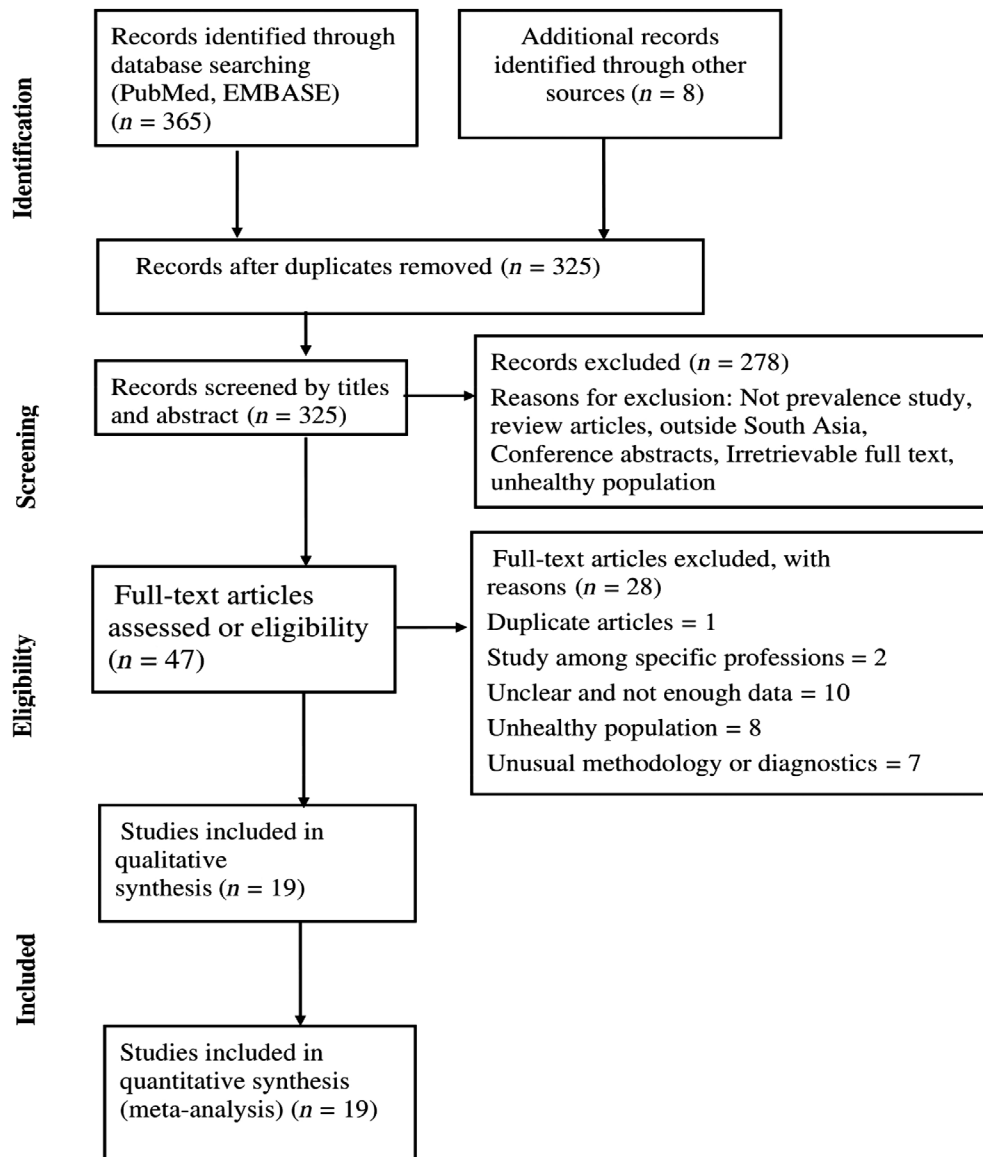 Identification
Records identified through
database searching
(PubMed, EMBASE)
(n = 365)
Additional records
identified through other
sources (n = 8)
Records after duplicates removed (n = 325)
Screening
Records screened by titles
and abstract (n = 325)
Records excluded (n = 278)
Reasons for exclusion: Not prevalence study,
review articles, outside South Asia,
Conference abstracts, Irretrievable full text,
unhealthy population
Eligibility
Full-text articles
assessed or eligibility
(n = 47)
Full-text articles excluded, with
reasons (n = 28)
Duplicate articles = 1
Study among specific professions = 2
Unclear and not enough data = 10
Unhealthy population = 8
Unusual methodology or diagnostics = 7
Included
Studies included in
qualitative
synthesis (n = 19)
Studies included in
quantitative synthesis
(meta-analysis) (n = 19)